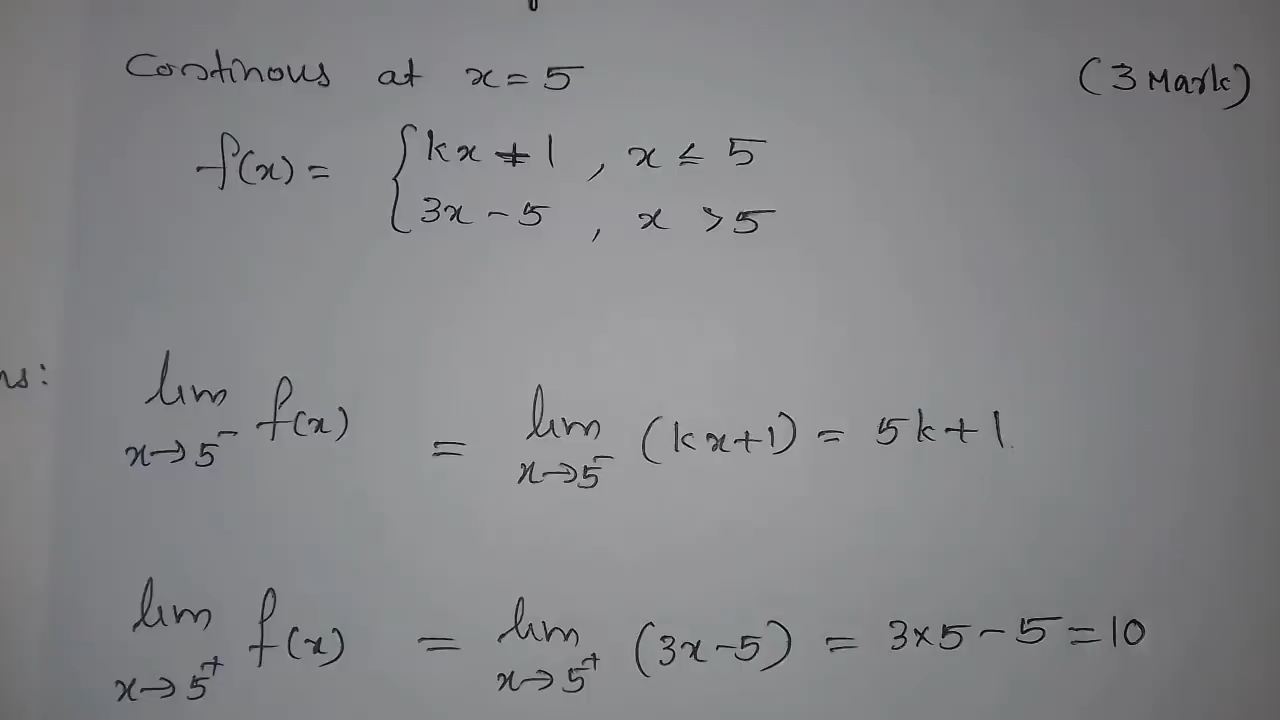 Continous at x = 5 (3 Mark)
f(x) = { kx + 1 , x ≤ 5
3x - 5 , x > 5
lim x→5⁻ f(x) = lim x→5⁻ (kx+1) = 5k+1
lim x→5⁺ f(x) = lim x→5⁺ (3x-5) = 3×5-5=10